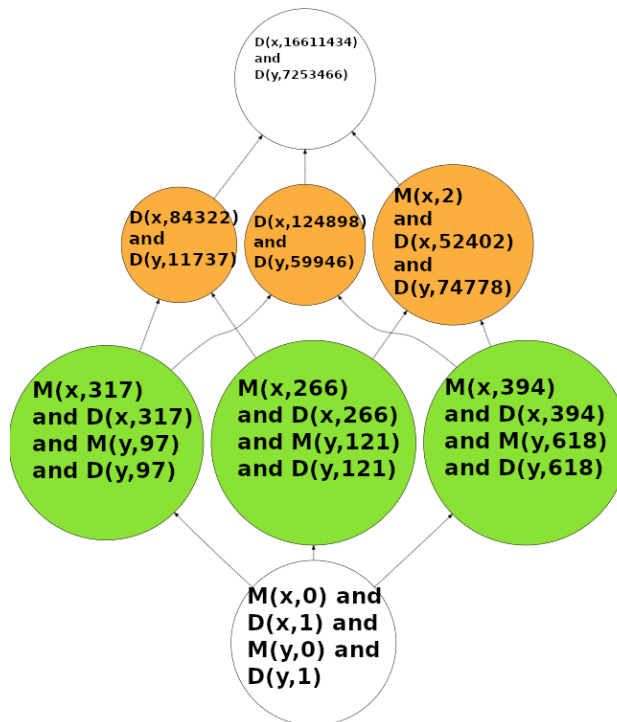 D(x,16611434)
and
D(y,7253466)
D(x,84322)
and
D(y,11737)
D(x,124898)
and
D(y,59946)
M(x,2)
and
D(x,52402)
and
D(y,74778)
M(x,317)
and D(x,317)
and M(y,97)
and D(y,97)
M(x,266)
and D(x,266)
and M(y,121)
and D(y,121)
M(x,394)
and D(x,394)
and M(y,618)
and D(y,618)
M(x,0) and
D(x,1) and
M(y,0) and
D(y,1)